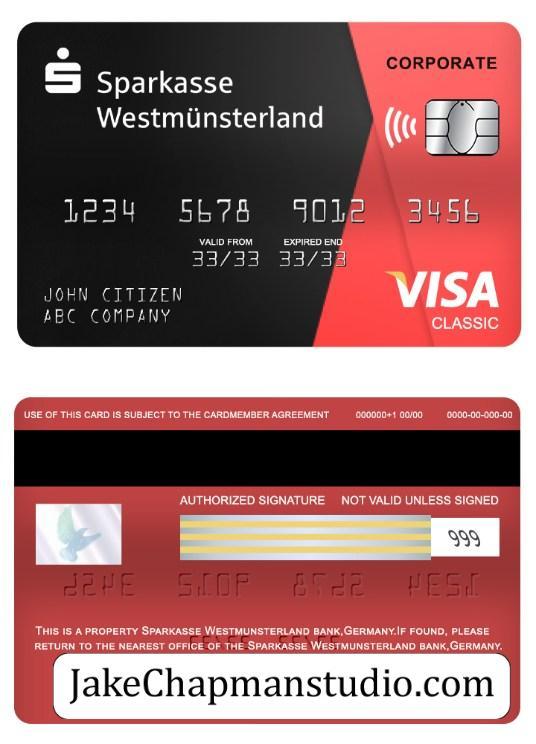 Sparkasse
Westmünsterland
CORPORATE
1234 5678 9012 3456
VALID FROM EXPIRED END
33/33 33/33
JOHN CITIZEN
ABC COMPANY
VISA
CLASSIC
USE OF THIS CARD IS SUBJECT TO THE CARDMEMBER AGREEMENT 000000+1 00/00 0000-00-000-00
AUTHORIZED SIGNATURE NOT VALID UNLESS SIGNED
999
THIS IS A PROPERTY SPARKASSE WESTMUNSTERLAND BANK,GERMANY.IF FOUND, PLEASE
RETURN TO THE NEAREST OFFICE OF THE SPARKASSE WESTMUNSTERLAND BANK,GERMANY.
JakeChapmanstudio.com